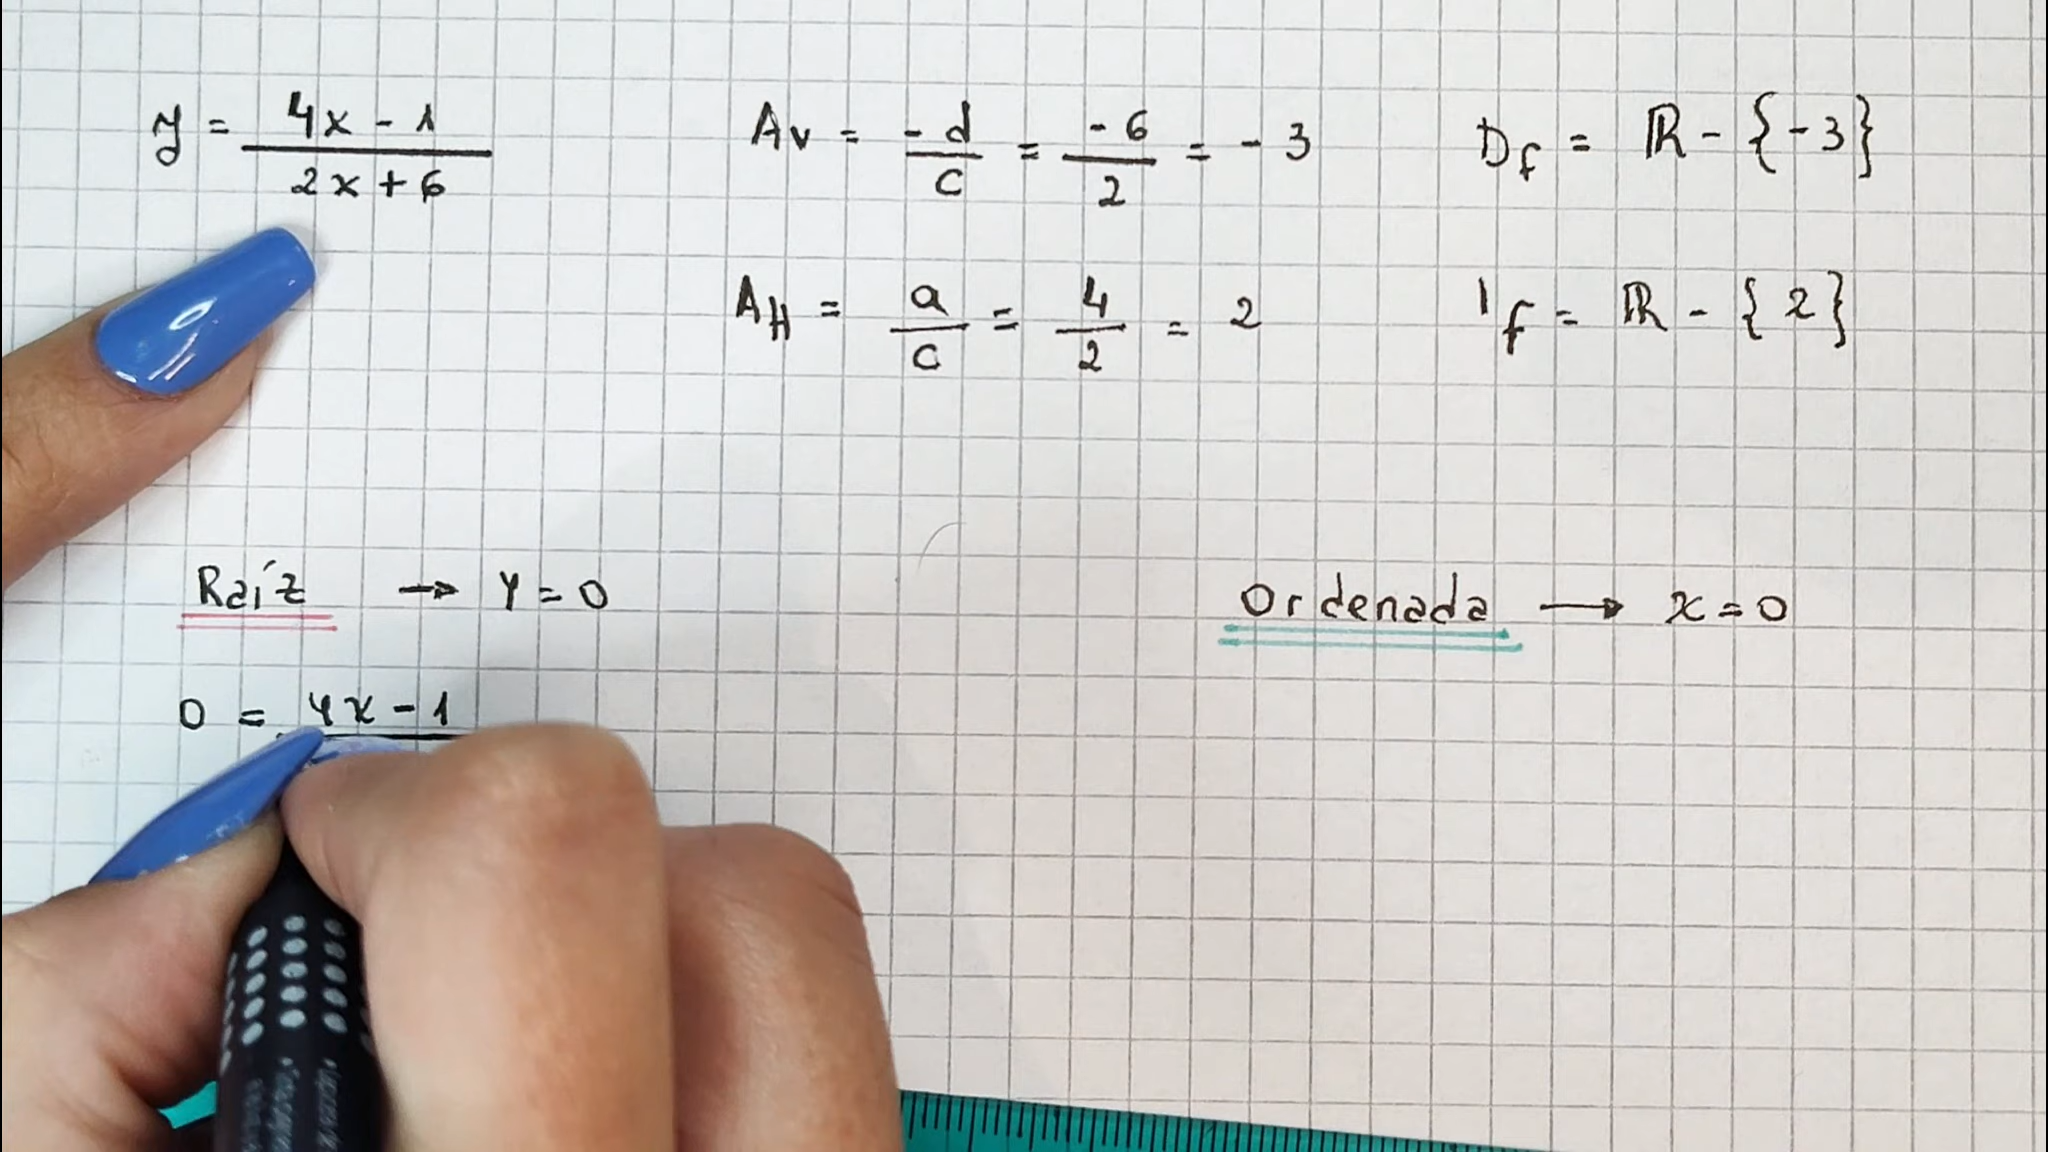 y = 4x - 1 / 2x + 6
Av = -d / c = -6 / 2 = -3
Df = ℝ - {-3}
AH = a / c = 4 / 2 = 2
If = ℝ - {2}
Raíz → y = 0
Ordenada → x = 0
0 = 4x - 1